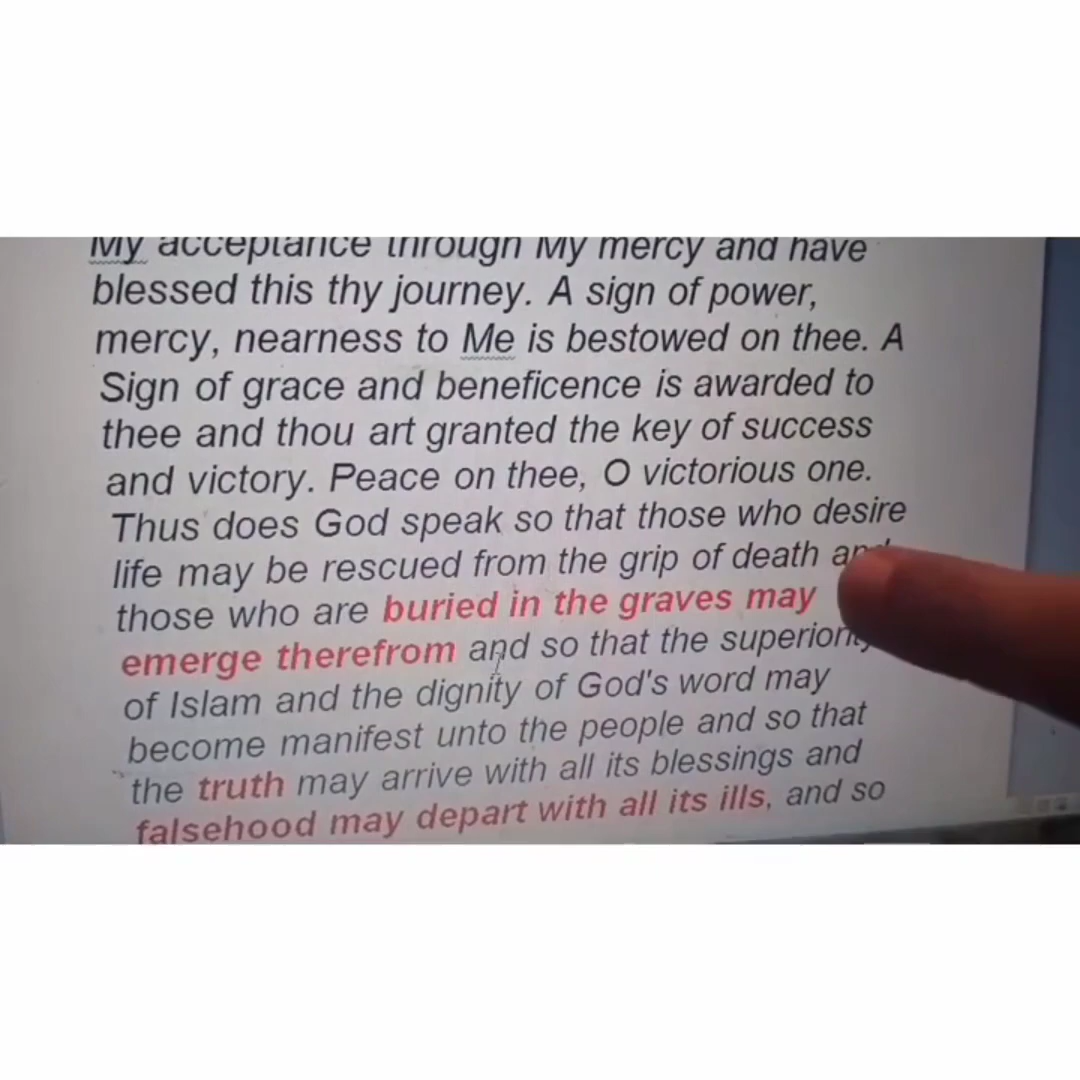 My acceptance through My mercy and have
blessed this thy journey. A sign of power,
mercy, nearness to Me is bestowed on thee. A
Sign of grace and beneficence is awarded to
thee and thou art granted the key of success
and victory. Peace on thee, O victorious one.
Thus does God speak so that those who desire
life may be rescued from the grip of death and
those who are buried in the graves may
emerge therefrom and so that the superiority
of Islam and the dignity of God's word may
become manifest unto the people and so that
the truth may arrive with all its blessings and
falsehood may depart with all its ills, and so